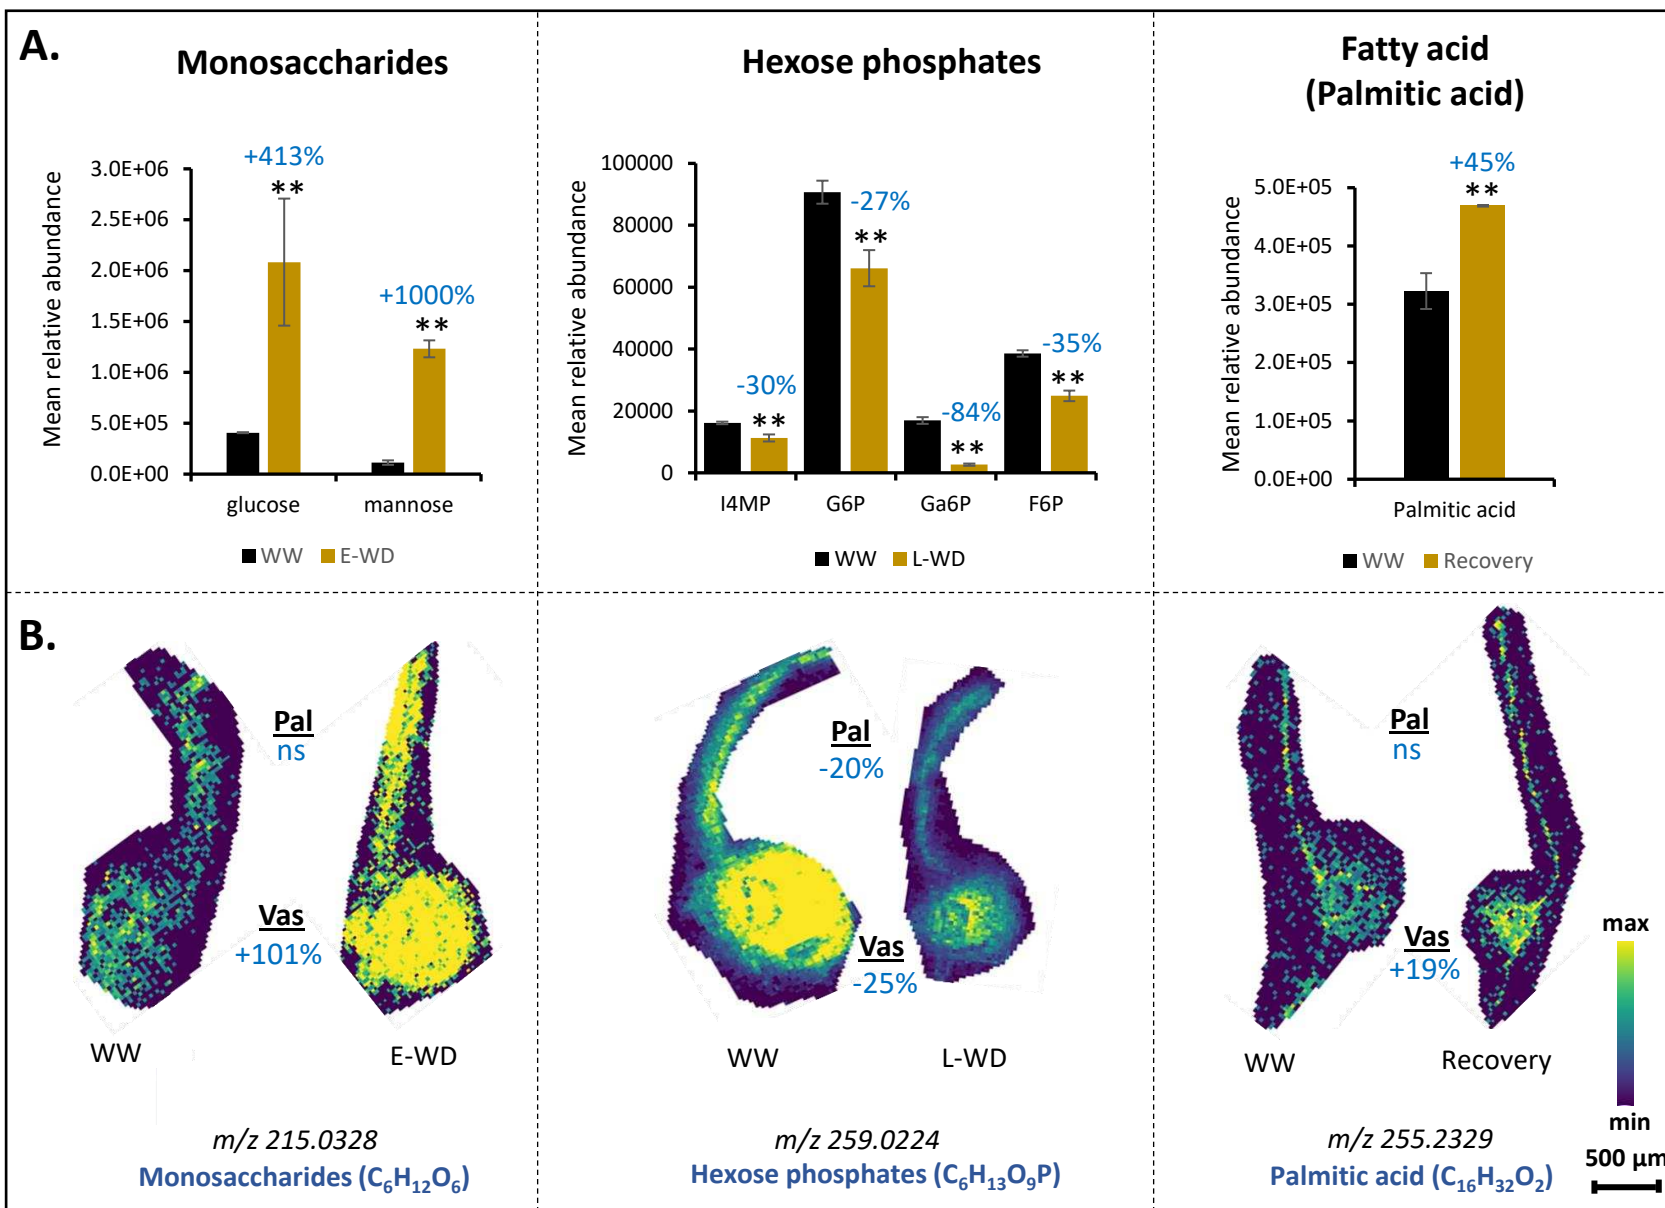 A.
Monosaccharides
Mean relative abundance
3.0E+06
2.5E+06
2.0E+06
1.5E+06
1.0E+06
5.0E+05
0.0E+00
+413%
**
+1000%
**
glucose
mannose
WW E-WD
Hexose phosphates
Mean relative abundance
100000
80000
60000
40000
20000
0
-30%
**
-27%
**
-84%
**
-35%
**
I4MP
G6P
Ga6P
F6P
WW L-WD
Fatty acid
(Palmitic acid)
Mean relative abundance
5.0E+05
4.0E+05
3.0E+05
2.0E+05
1.0E+05
0.0E+00
+45%
**
Palmitic acid
WW Recovery
B.
Pal
ns
Vas
+101%
WW
E-WD
m/z 215.0328
Monosaccharides (C₆H₁₂O₆)
Pal
-20%
Vas
-25%
WW
L-WD
m/z 259.0224
Hexose phosphates (C₆H₁₃O₉P)
Pal
ns
Vas
+19%
WW
Recovery
m/z 255.2329
Palmitic acid (C₁₆H₃₂O₂)
max
min
500 µm